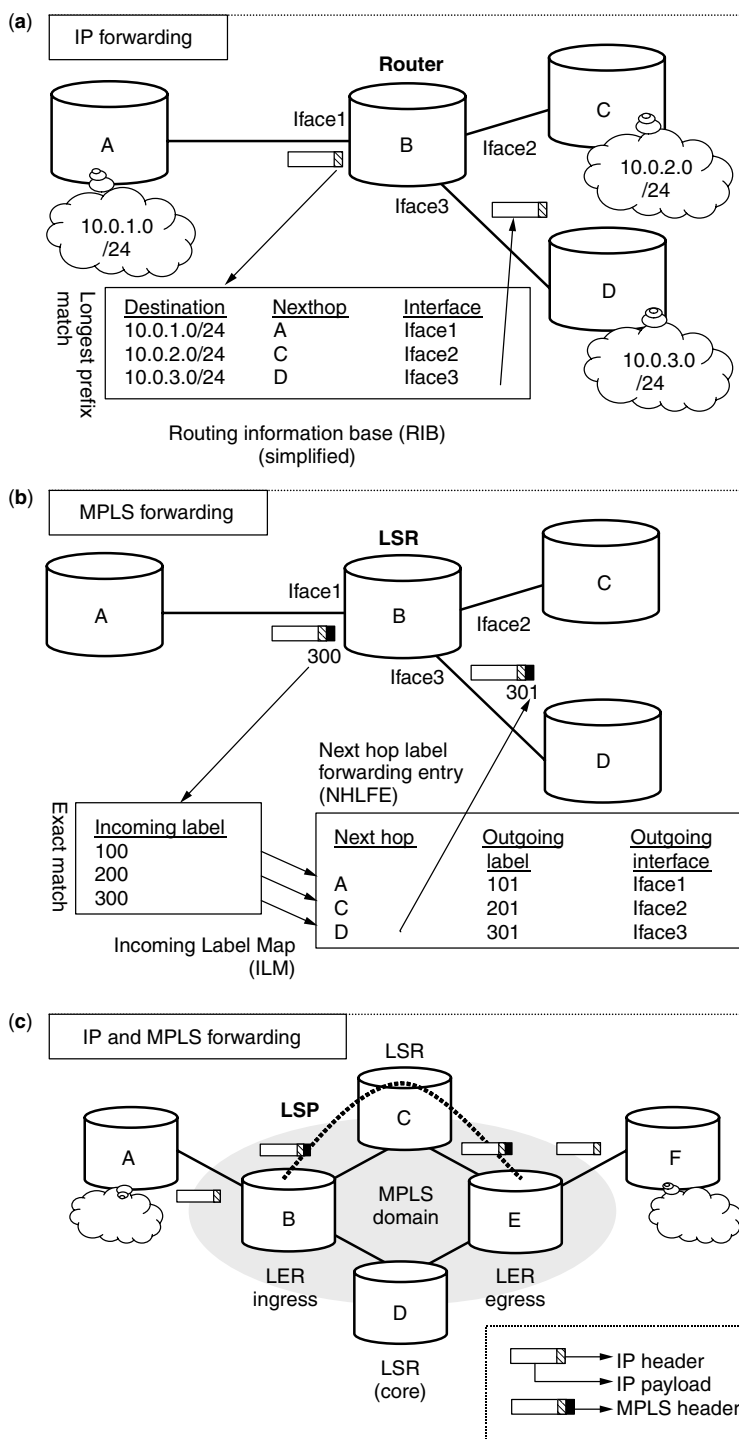 (a)
IP forwarding
Router
A
Iface1
B
Iface2
C
10.0.2.0
/24
Iface3
10.0.1.0
/24
D
10.0.3.0
/24
Longest prefix
match
Destination Nexthop Interface
10.0.1.0/24 A Iface1
10.0.2.0/24 C Iface2
10.0.3.0/24 D Iface3
Routing information base (RIB)
(simplified)
(b)
MPLS forwarding
LSR
A
Iface1
B
Iface2
C
300
Iface3
301
D
Next hop label
forwarding entry
(NHLFE)
Exact match
Incoming label
100
200
300
Incoming Label Map
(ILM)
Next hop Outgoing label Outgoing interface
A 101 Iface1
C 201 Iface2
D 301 Iface3
(c)
IP and MPLS forwarding
LSR
LSP
C
A
F
B
MPLS
domain
E
LER
ingress
LER
egress
D
LSR
(core)
IP header
IP payload
MPLS header